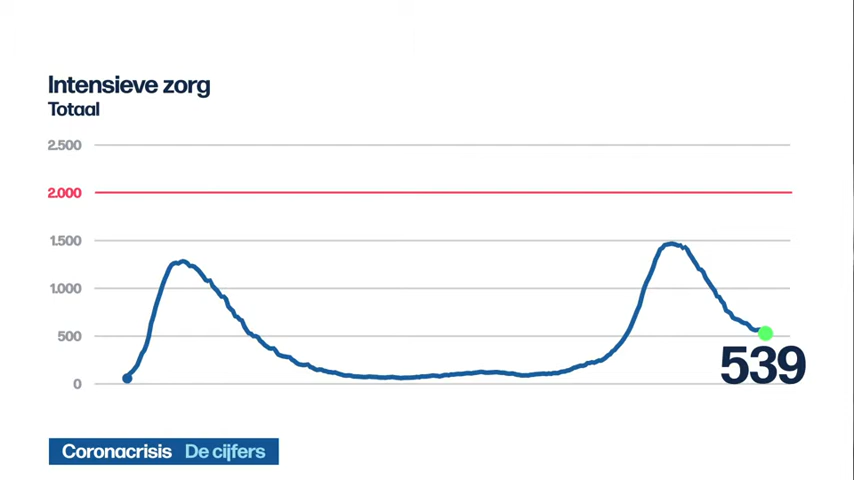 Intensieve zorg
Totaal
2.500
2.000
1.500
1.000
500
0
539
Coronacrisis De cijfers